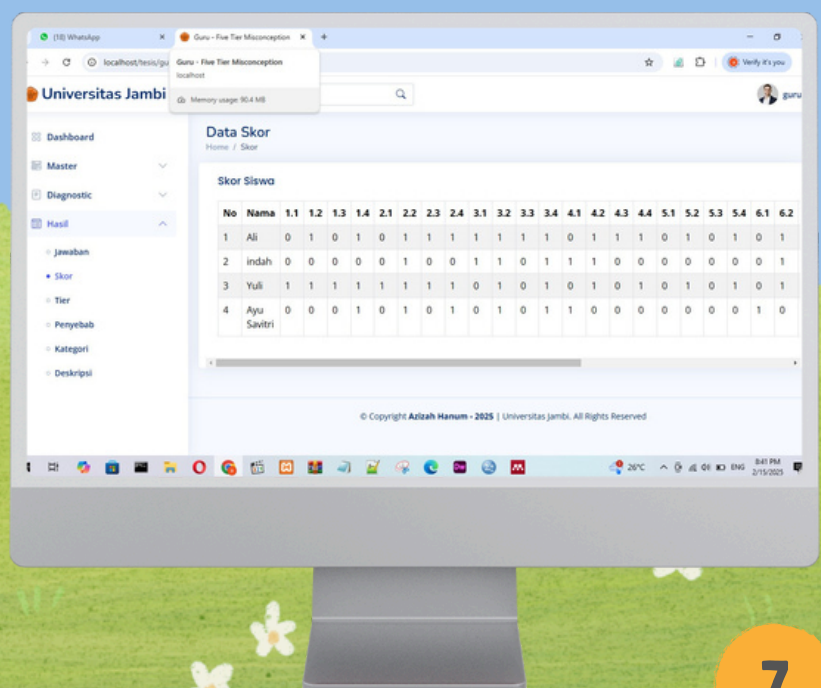 (18) WhatsApp
Guru - Five Tier Misconception
localhost/tesis/gu
Guru - Five Tier Misconception
localhost
Memory usage: 90.4 MB
Verify it's you
Universitas Jambi
guru
Dashboard
Master
Diagnostic
Hasil
Jawaban
Skor
Tier
Penyebab
Kategori
Deskripsi
Data Skor
Home / Skor
Skor Siswa
No Nama 1.1 1.2 1.3 1.4 2.1 2.2 2.3 2.4 3.1 3.2 3.3 3.4 4.1 4.2 4.3 4.4 5.1 5.2 5.3 5.4 6.1 6.2
1 Ali 0 1 0 1 0 1 1 1 1 1 1 1 0 1 1 1 0 1 0 1 0 1
2 indah 0 0 0 0 0 1 0 0 1 1 0 1 1 1 0 0 0 0 0 0 0 1
3 Yuli 1 1 1 1 1 1 1 1 0 1 0 1 0 1 0 1 0 1 0 1 0 1
4 Ayu Savitri 0 0 0 1 0 1 0 1 0 1 0 1 1 0 0 0 0 0 0 0 1 0
© Copyright Azizah Hanum - 2025 | Universitas Jambi. All Rights Reserved
26°C
ENG
8:41 PM
2/15/2025
7